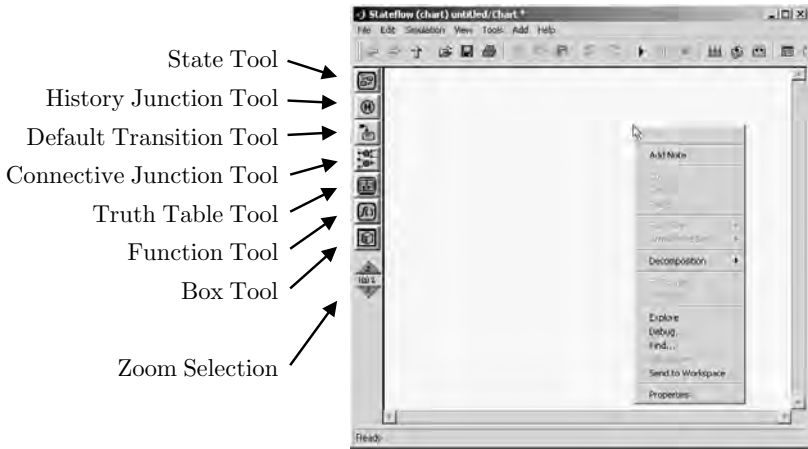 Stateflow (chart) untitled/Chart *
File Edit Simulation View Tools Add Help
State Tool
History Junction Tool
Default Transition Tool
Connective Junction Tool
Truth Table Tool
Function Tool
Box Tool
Zoom Selection
Add Note
Decomposition
Explore
Debug...
Find...
Send to Workspace
Properties
Ready